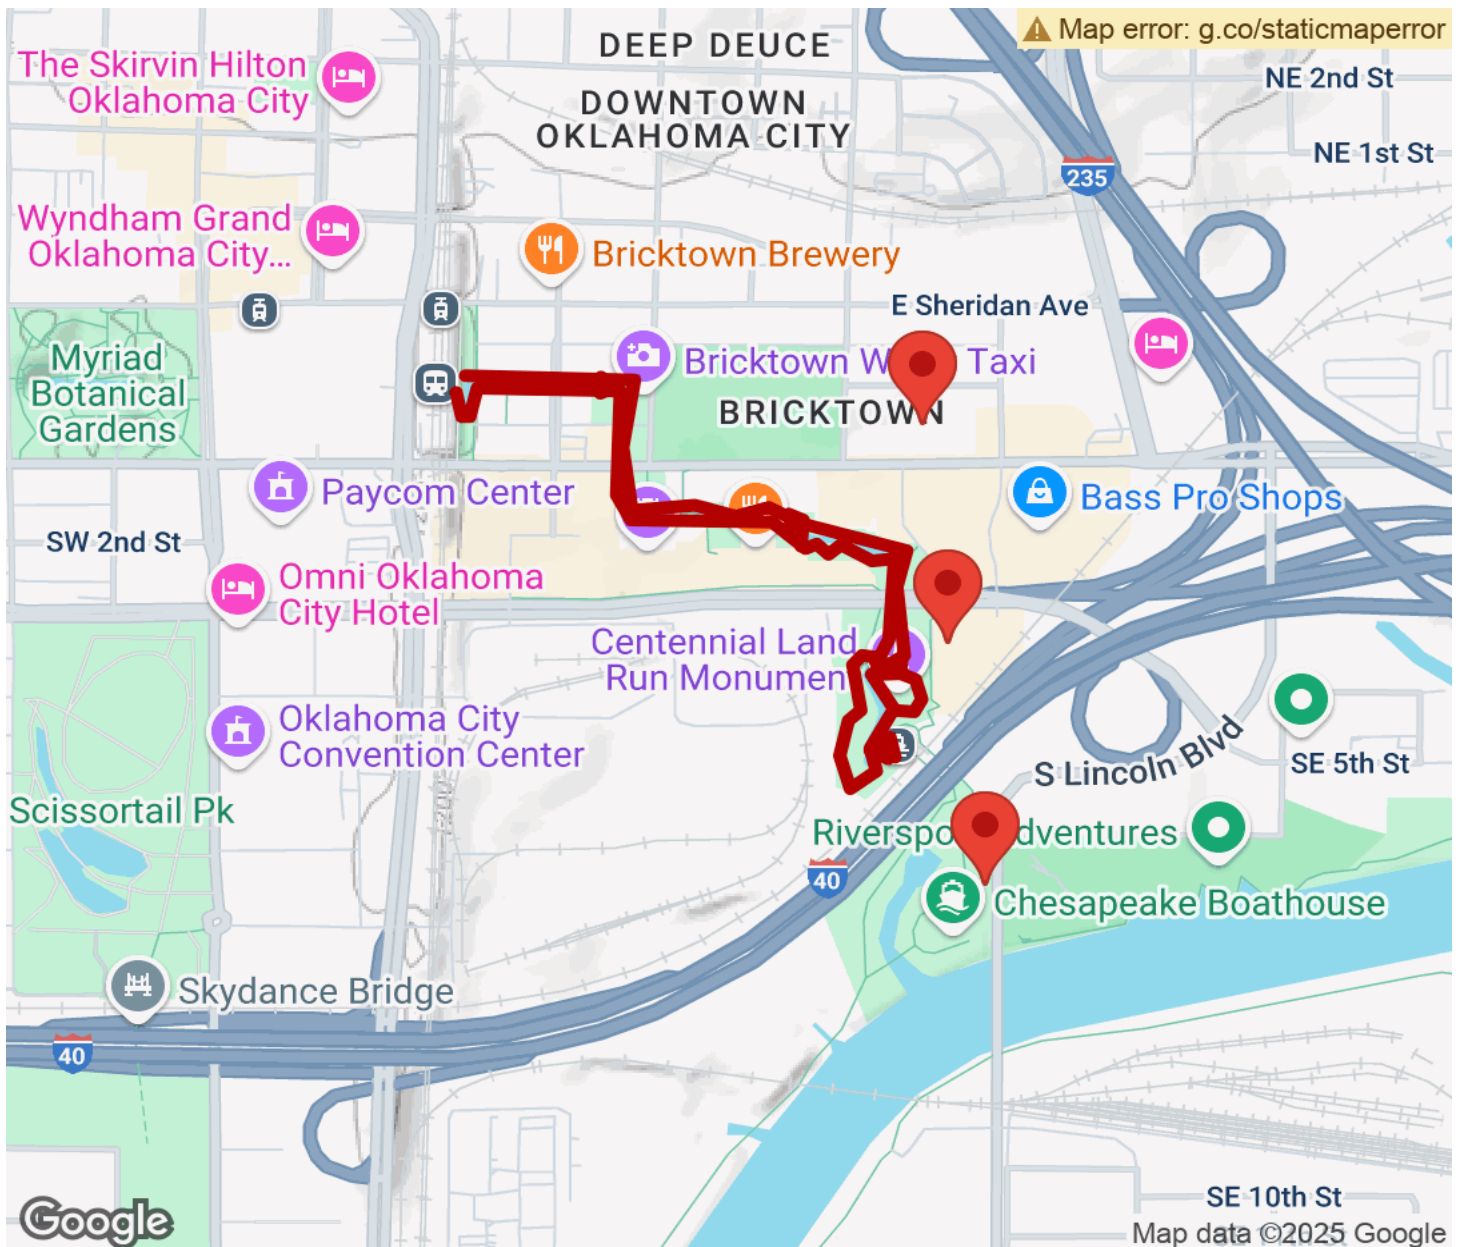 Map error: g.co/staticmaperror
DEEP DEUCE
The Skirvin Hilton
Oklahoma City
NE 2nd St
DOWNTOWN
OKLAHOMA CITY
NE 1st St
235
Wyndham Grand
Oklahoma City...
Bricktown Brewery
E Sheridan Ave
Myriad
Botanical
Gardens
Bricktown W Taxi
BRICKTOWN
Paycom Center
Bass Pro Shops
SW 2nd St
Omni Oklahoma
City Hotel
Centennial Land
Run Monument
Oklahoma City
Convention Center
S Lincoln Blvd
SE 5th St
Scissortail Pk
Riverspo dventures
40
Chesapeake Boathouse
Skydance Bridge
40
SE 10th St
Google
Map data ©2025 Google